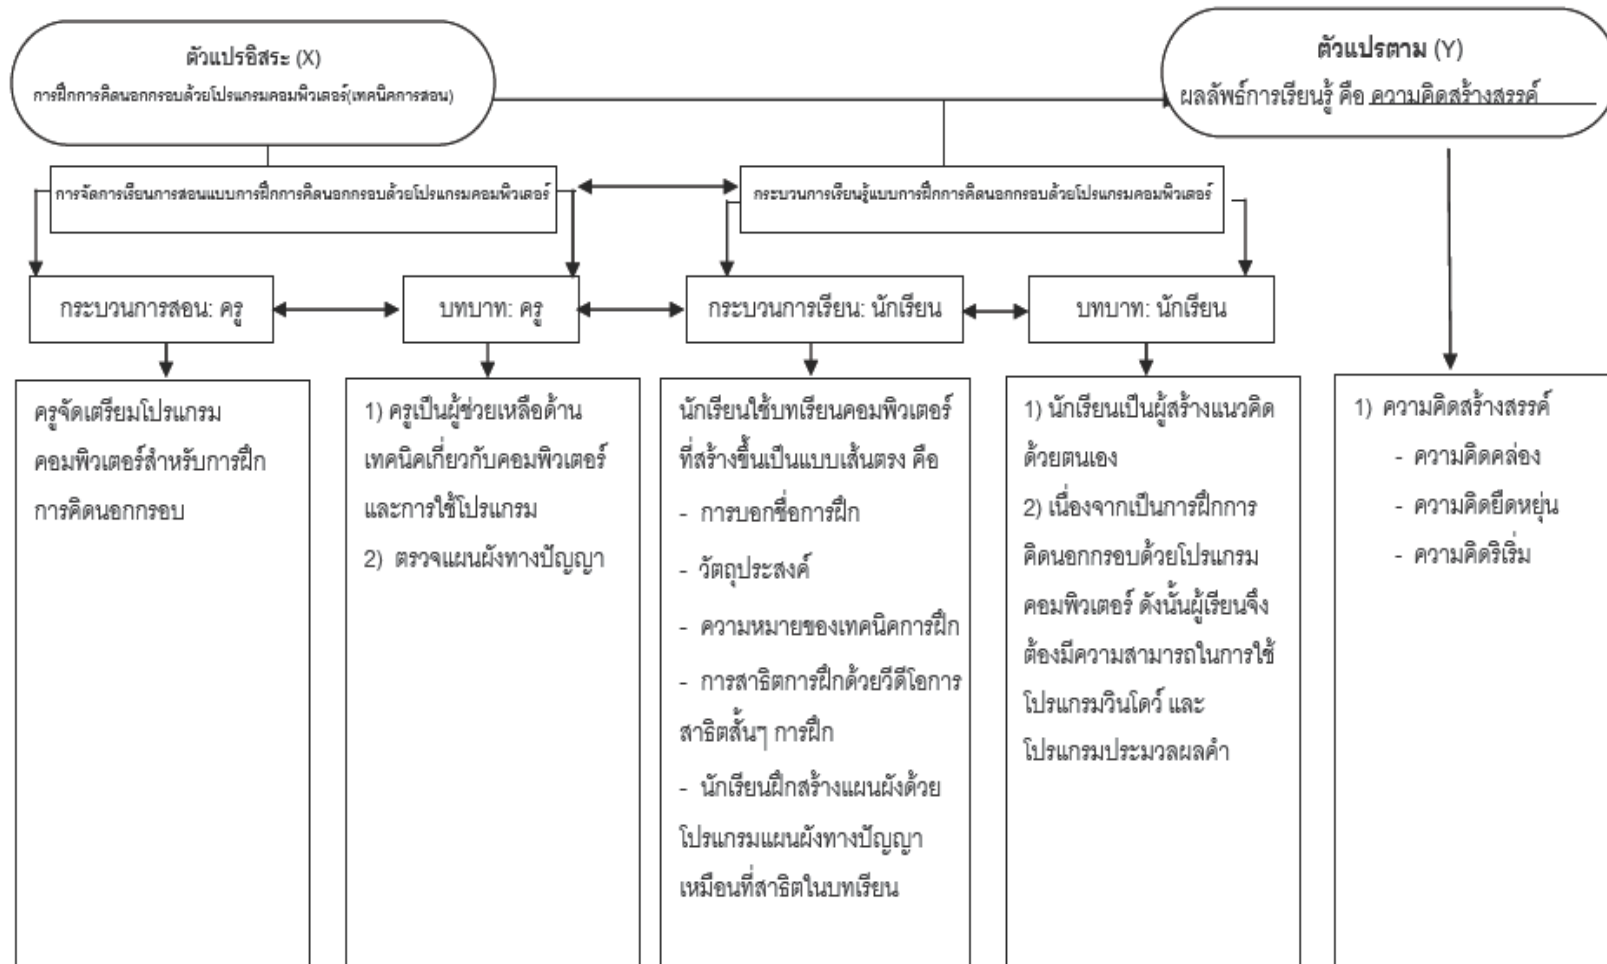 ตัวแปรอิสระ (X)
การฝึกการคิดนอกกรอบด้วยโปรแกรมคอมพิวเตอร์(เทคนิคการสอน)
ตัวแปรตาม (Y)
ผลลัพธ์การเรียนรู้ คือ ความคิดสร้างสรรค์
การจัดการเรียนการสอนแบบการฝึกการคิดนอกกรอบด้วยโปรแกรมคอมพิวเตอร์
กระบวนการเรียนรู้แบบการฝึกการคิดนอกกรอบด้วยโปรแกรมคอมพิวเตอร์
กระบวนการสอน: ครู
บทบาท: ครู
กระบวนการเรียน: นักเรียน
บทบาท: นักเรียน
ครูจัดเตรียมโปรแกรม
คอมพิวเตอร์สำหรับการฝึก
การคิดนอกกรอบ
1) ครูเป็นผู้ช่วยเหลือด้าน
เทคนิคเกี่ยวกับคอมพิวเตอร์
และการใช้โปรแกรม
2) ตรวจแผนผังทางปัญญา
นักเรียนใช้บทเรียนคอมพิวเตอร์
ที่สร้างขึ้นเป็นแบบเส้นตรง คือ
- การบอกชื่อการฝึก
- วัตถุประสงค์
- ความหมายของเทคนิคการฝึก
- การสาธิตการฝึกด้วยวีดีโอการ
สาธิตสั้นๆ การฝึก
- นักเรียนฝึกสร้างแผนผังด้วย
โปรแกรมแผนผังทางปัญญา
เหมือนที่สาธิตในบทเรียน
1) นักเรียนเป็นผู้สร้างแนวคิด
ด้วยตนเอง
2) เนื่องจากเป็นการฝึกการ
คิดนอกกรอบด้วยโปรแกรม
คอมพิวเตอร์ ดังนั้นผู้เรียนจึง
ต้องมีความสามารถในการใช้
โปรแกรมวินโดว์ และ
โปรแกรมประมวลผลคำ
1) ความคิดสร้างสรรค์
- ความคิดคล่อง
- ความคิดยืดหยุ่น
- ความคิดริเริ่ม